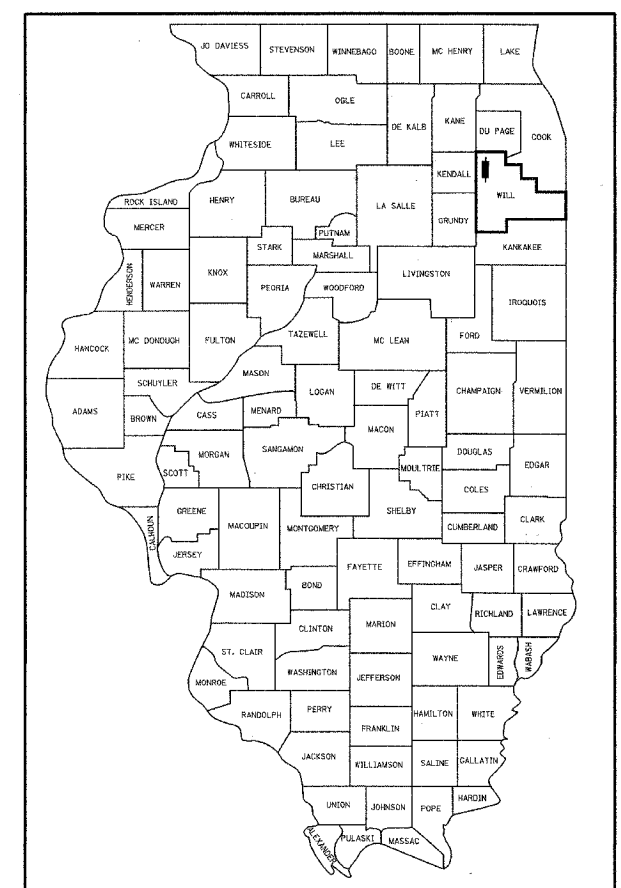 JO DAVIESS
STEVENSON
WINNEBAGO
BOONE
MC HENRY
LAKE
CARROLL
OGLE
DE KALB
KANE
DU PAGE
COOK
WHITESIDE
LEE
KENDALL
WILL
ROCK ISLAND
HENRY
BUREAU
LA SALLE
GRUNDY
MERCER
PUTNAM
STARK
MARSHALL
KANKAKEE
HENDERSON
WARREN
KNOX
PEORIA
WOODFORD
LIVINGSTON
IROQUOIS
HANCOCK
MC DONOUGH
FULTON
TAZEWELL
MC LEAN
FORD
MASON
SCHUYLER
LOGAN
DE WITT
CHAMPAIGN
VERMILION
ADAMS
BROWN
CASS
MENARD
MACON
PIATT
MORGAN
SANGAMON
DOUGLAS
EDGAR
PIKE
SCOTT
CHRISTIAN
MOULTRIE
COLES
GREENE
MACOUPIN
MONTGOMERY
SHELBY
CUMBERLAND
CLARK
CALHOUN
JERSEY
FAYETTE
EFFINGHAM
JASPER
CRAWFORD
MADISON
BOND
CLAY
RICHLAND
LAWRENCE
CLINTON
MARION
ST. CLAIR
WAYNE
EDWARDS
WABASH
WASHINGTON
JEFFERSON
MONROE
RANDOLPH
PERRY
HAMILTON
WHITE
FRANKLIN
JACKSON
WILLIAMSON
SALINE
GALLATIN
UNION
JOHNSON
POPE
HARDIN
ALEXANDER
PULASKI
MASSAC